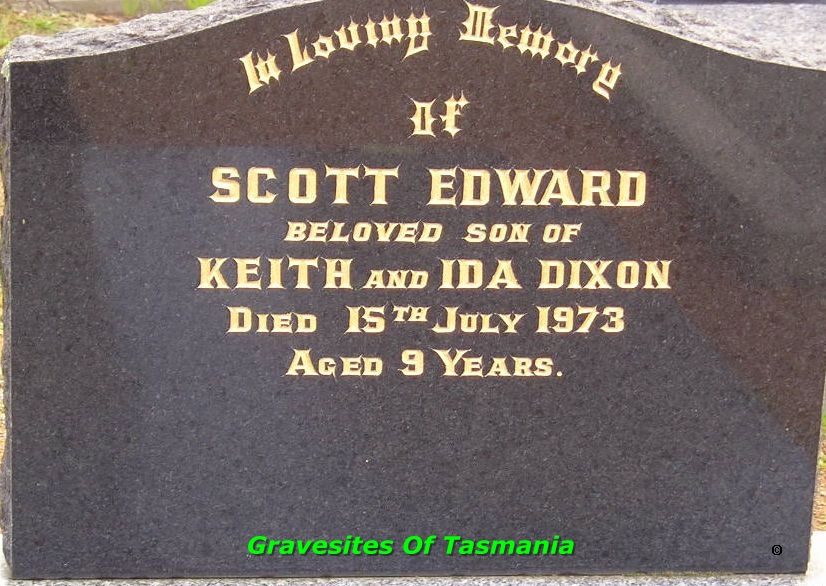 In Loving Memory
Of
SCOTT EDWARD
BELOVED SON OF
KEITH AND IDA DIXON
DIED 15TH JULY 1973
AGED 9 YEARS.
Gravesites Of Tasmania
©